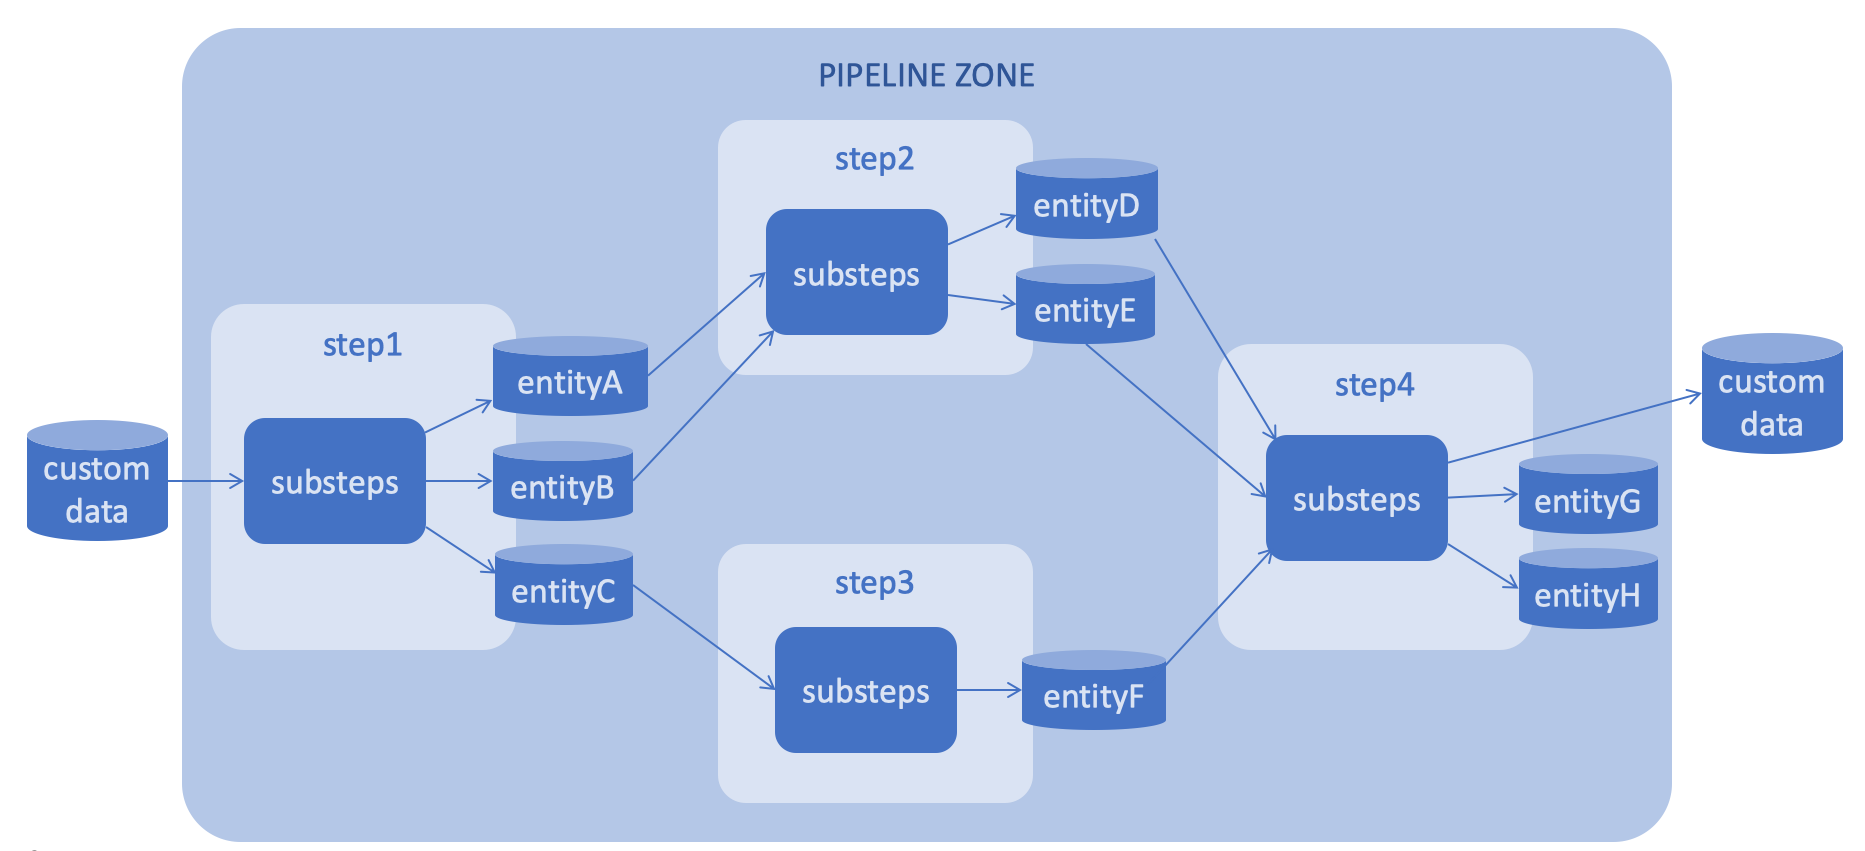 PIPELINE ZONE
step1
substeps
custom
data
entityA
entityB
entityC
step2
substeps
entityD
entityE
step3
substeps
entityF
step4
substeps
entityG
entityH
custom
data